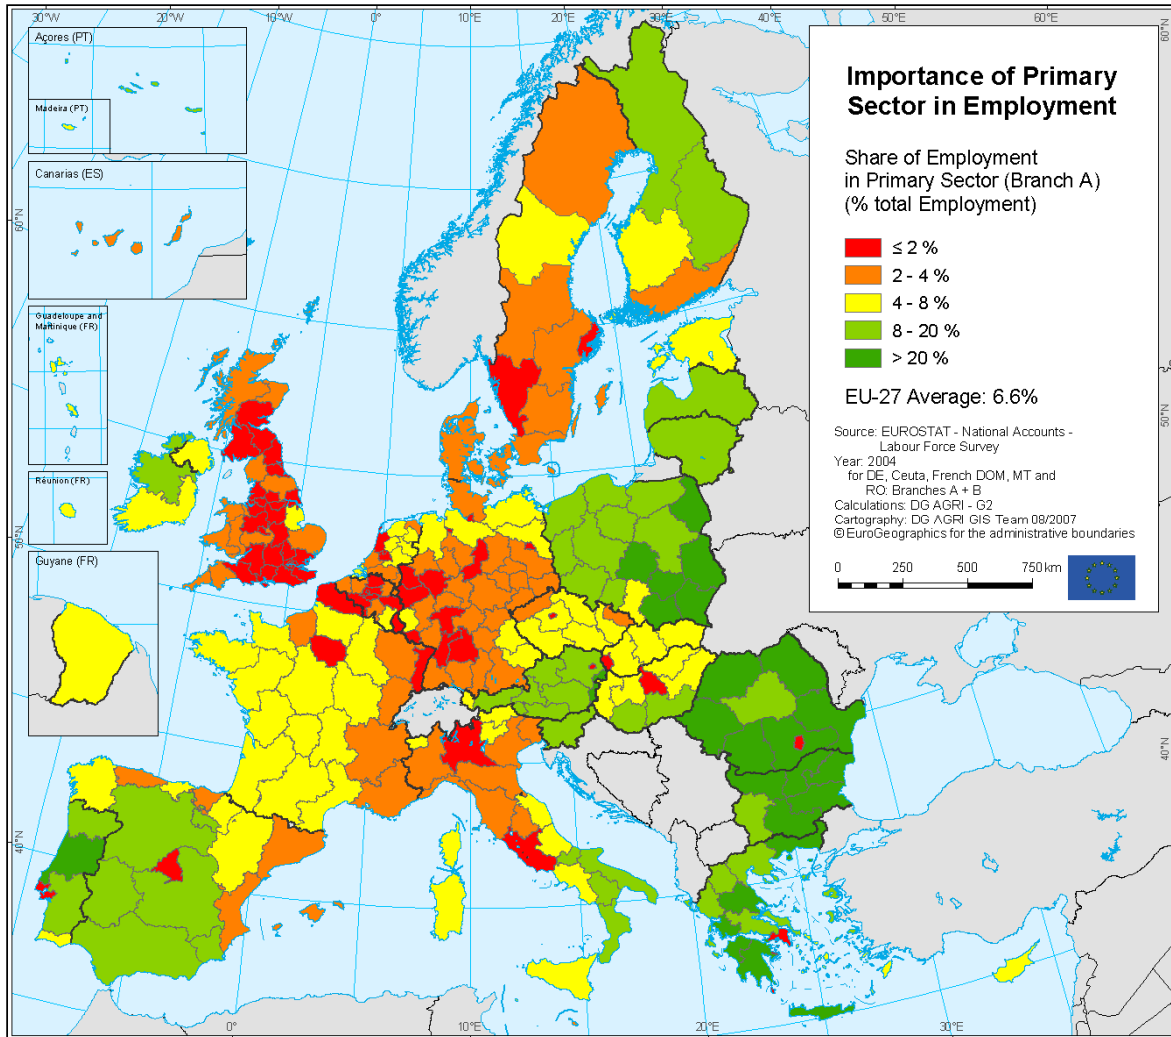 30°W
20°W
10°W
0°
10°E
20°E
30°E
40°E
60°E
Açores (PT)
Madeira (PT)
Canarias (ES)
Guadeloupe and
Martinique (FR)
Réunion (FR)
Guyane (FR)
60°N
50°N
40°N
Importance of Primary
Sector in Employment
Share of Employment
in Primary Sector (Branch A)
(% total Employment)
≤ 2 %
2 - 4 %
4 - 8 %
8 - 20 %
> 20 %
EU-27 Average: 6.6%
Source: EUROSTAT - National Accounts -
Labour Force Survey
Year: 2004
for DE, Ceuta, French DOM, MT and
RO: Branches A + B
Calculations: DG AGRI - G2
Cartography: DG AGRI GIS Team 08/2007
© EuroGeographics for the administrative boundaries
0 250 500 750 km
60°N
50°N
40°N
0°
10°E
20°E
30°E